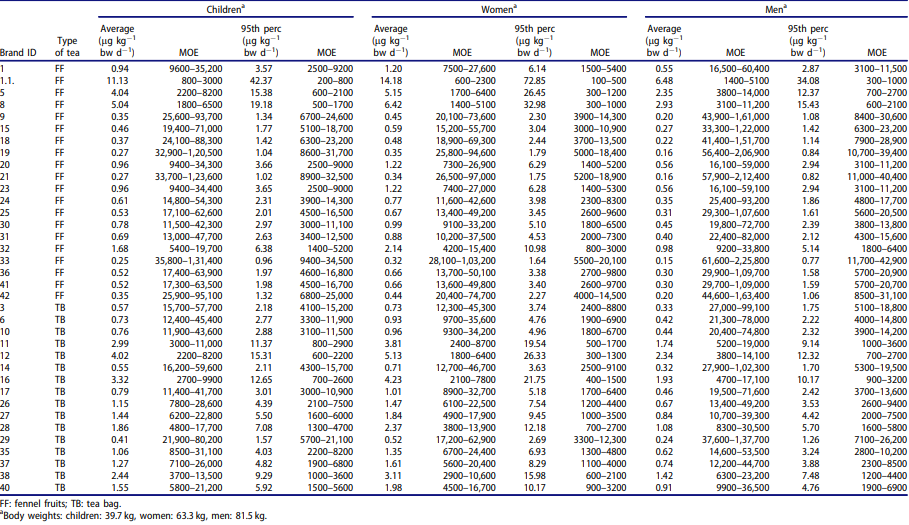 Childrenᵃ Womenᵃ Menᵃ
Average 95th perc Average 95th perc Average 95th perc
Type (μg kg⁻¹ (μg kg⁻¹ (μg kg⁻¹ (μg kg⁻¹ (μg kg⁻¹ (μg kg⁻¹
Brand ID of tea bw d⁻¹) MOE bw d⁻¹) MOE bw d⁻¹) MOE bw d⁻¹) MOE bw d⁻¹) MOE bw d⁻¹) MOE
1 FF 0.94 9600–35,200 3.57 2500–9200 1.20 7500–27,600 6.14 1500–5400 0.55 16,500–60,400 2.87 3100–11,500
1.1. FF 11.13 800–3000 42.37 200–800 14.18 600–2300 72.85 100–500 6.48 1400–5100 34.08 300–1000
5 FF 4.04 2200–8200 15.38 600–2100 5.15 1700–6400 26.45 300–1200 2.35 3800–14,000 12.37 700–2700
8 FF 5.04 1800–6500 19.18 500–1700 6.42 1400–5100 32.98 300–1000 2.93 3100–11,200 15.43 600–2100
9 FF 0.35 25,600–93,700 1.34 6700–24,600 0.45 20,100–73,600 2.30 3900–14,300 0.20 43,900–1,61,000 1.08 8400–30,600
15 FF 0.46 19,400–71,000 1.77 5100–18,700 0.59 15,200–55,700 3.04 3000–10,900 0.27 33,300–1,22,000 1.42 6300–23,200
18 FF 0.37 24,100–88,300 1.42 6300–23,200 0.48 18,900–69,300 2.44 3700–13,500 0.22 41,400–1,51,700 1.14 7900–28,900
19 FF 0.27 32,900–1,20,500 1.04 8600–31,700 0.35 25,800–94,600 1.79 5000–18,400 0.16 56,400–2,06,900 0.84 10,700–39,400
20 FF 0.96 9400–34,300 3.66 2500–9000 1.22 7300–26,900 6.29 1400–5200 0.56 16,100–59,000 2.94 3100–11,200
21 FF 0.27 33,700–1,23,600 1.02 8900–32,500 0.34 26,500–97,000 1.75 5200–18,900 0.16 57,900–2,12,400 0.82 11,000–40,400
23 FF 0.96 9400–34,400 3.65 2500–9000 1.22 7400–27,000 6.28 1400–5300 0.56 16,100–59,100 2.94 3100–11,200
24 FF 0.61 14,800–54,300 2.31 3900–14,300 0.77 11,600–42,600 3.98 2300–8300 0.35 25,400–93,200 1.86 4800–17,700
25 FF 0.53 17,100–62,600 2.01 4500–16,500 0.67 13,400–49,200 3.45 2600–9600 0.31 29,300–1,07,600 1.61 5600–20,500
30 FF 0.78 11,500–42,300 2.97 3000–11,100 0.99 9100–33,200 5.10 1800–6500 0.45 19,800–72,700 2.39 3800–13,800
31 FF 0.69 13,000–47,700 2.63 3400–12,500 0.88 10,200–37,500 4.53 2000–7300 0.40 22,400–82,000 2.12 4300–15,600
32 FF 1.68 5400–19,700 6.38 1400–5200 2.14 4200–15,400 10.98 800–3000 0.98 9200–33,800 5.14 1800–6400
33 FF 0.25 35,800–1,31,400 0.96 9400–34,500 0.32 28,100–1,03,200 1.64 5500–20,100 0.15 61,600–2,25,800 0.77 11,700–42,900
36 FF 0.52 17,400–63,900 1.97 4600–16,800 0.66 13,700–50,100 3.38 2700–9800 0.30 29,900–1,09,700 1.58 5700–20,900
41 FF 0.52 17,300–63,500 1.98 4500–16,700 0.66 13,600–49,800 3.40 2600–9700 0.30 29,700–1,09,000 1.59 5700–20,700
42 FF 0.35 25,900–95,100 1.32 6800–25,000 0.44 20,400–74,700 2.27 4000–14,500 0.20 44,600–1,63,400 1.06 8500–31,100
3 TB 0.57 15,700–57,700 2.18 4100–15,200 0.73 12,300–45,300 3.74 2400–8800 0.33 27,000–99,100 1.75 5100–18,800
6 TB 0.73 12,400–45,400 2.77 3300–11,900 0.93 9700–35,600 4.76 1900–6900 0.42 21,300–78,000 2.22 4000–14,800
10 TB 0.76 11,900–43,600 2.88 3100–11,500 0.96 9300–34,200 4.96 1800–6700 0.44 20,400–74,800 2.32 3900–14,200
11 TB 2.99 3000–11,000 11.37 800–2900 3.81 2400–8700 19.54 500–1700 1.74 5200–19,000 9.14 1000–3600
12 TB 4.02 2200–8200 15.31 600–2200 5.13 1800–6400 26.33 300–1300 2.34 3800–14,100 12.32 700–2700
14 TB 0.55 16,200–59,600 2.11 4300–15,700 0.71 12,700–46,700 3.63 2500–9100 0.32 27,900–1,02,300 1.70 5300–19,500
16 TB 3.32 2700–9900 12.65 700–2600 4.23 2100–7800 21.75 400–1500 1.93 4700–17,100 10.17 900–3200
17 TB 0.79 11,400–41,700 3.01 3000–10,900 1.01 8900–32,700 5.18 1700–6400 0.46 19,500–71,600 2.42 3700–13,600
26 TB 1.15 7800–28,600 4.39 2100–7500 1.47 6100–22,500 7.54 1200–4400 0.67 13,400–49,200 3.53 2600–9400
27 TB 1.44 6200–22,800 5.50 1600–6000 1.84 4900–17,900 9.45 1000–3500 0.84 10,700–39,300 4.42 2000–7500
28 TB 1.86 4800–17,700 7.08 1300–4700 2.37 3800–13,900 12.18 700–2700 1.08 8300–30,500 5.70 1600–5800
29 TB 0.41 21,900–80,200 1.57 5700–21,100 0.52 17,200–62,900 2.69 3300–12,300 0.24 37,600–1,37,700 1.26 7100–26,200
35 TB 1.06 8500–31,100 4.03 2200–8200 1.35 6700–24,400 6.93 1300–4800 0.62 14,600–53,500 3.24 2800–10,200
37 TB 1.27 7100–26,000 4.82 1900–6800 1.61 5600–20,400 8.29 1100–4000 0.74 12,200–44,700 3.88 2300–8500
38 TB 2.44 3700–13,500 9.29 1000–3600 3.11 2900–10,600 15.98 600–2100 1.42 6300–23,200 7.48 1200–4400
40 TB 1.55 5800–21,200 5.92 1500–5600 1.98 4500–16,700 10.17 900–3200 0.91 9900–36,500 4.76 1900–6900
FF: fennel fruits; TB: tea bag.
ᵃBody weights: children: 39.7 kg, women: 63.3 kg, men: 81.5 kg.